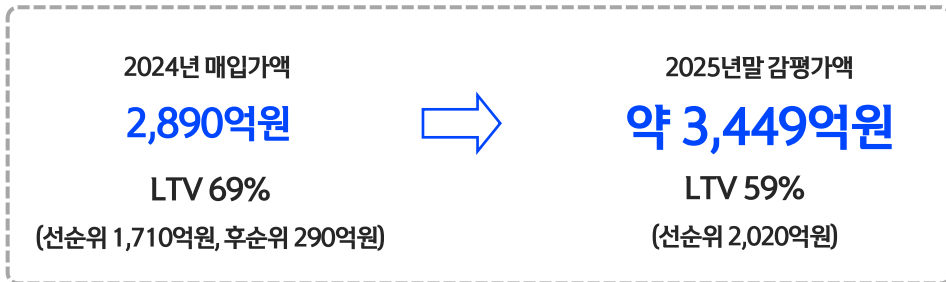 2024년 매입가액
2,890억원
LTV 69%
(선순위 1,710억원, 후순위 290억원)
2025년말 감평가액
약 3,449억원
LTV 59%
(선순위 2,020억원)